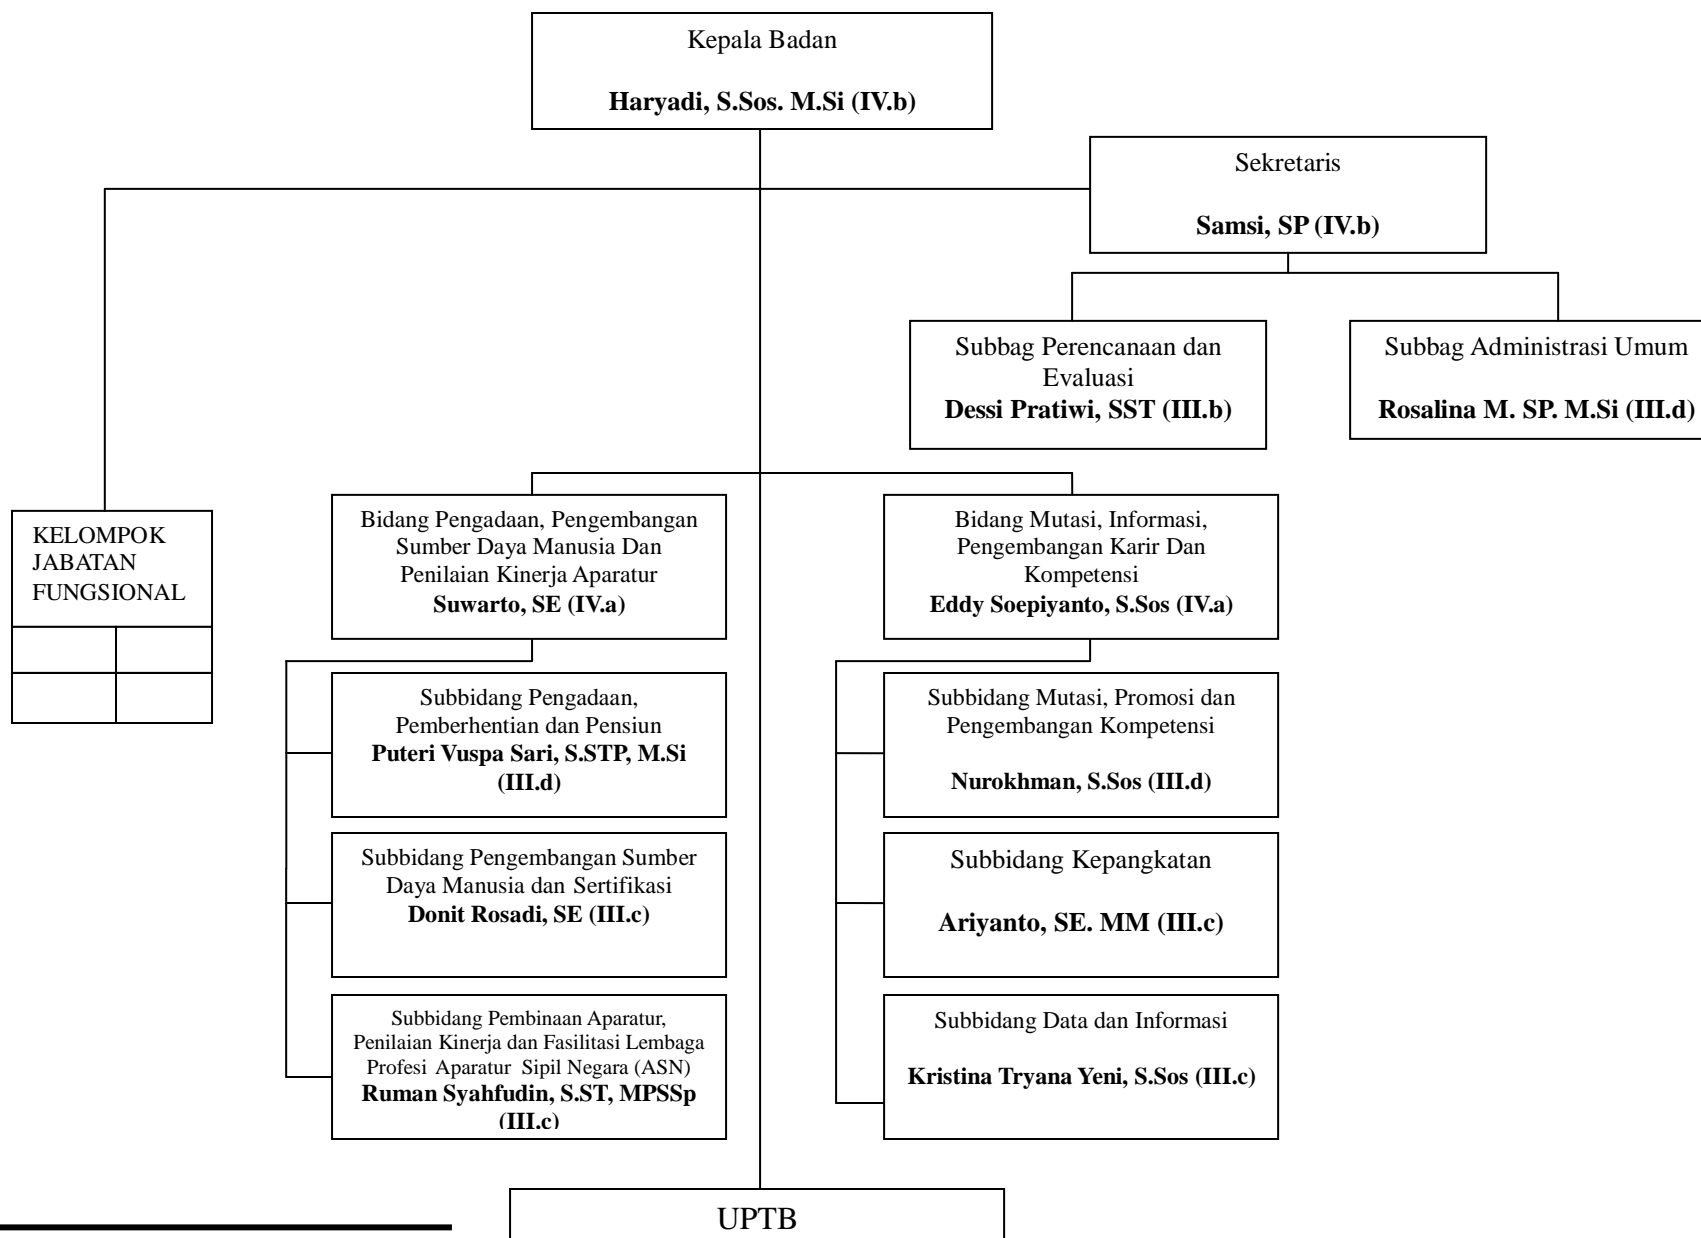 Kepala Badan
Haryadi, S.Sos. M.Si (IV.b)
Sekretaris
Samsi, SP (IV.b)
Subbag Perencanaan dan
Evaluasi
Dessi Pratiwi, SST (III.b)
Subbag Administrasi Umum
Rosalina M. SP. M.Si (III.d)
KELOMPOK
JABATAN
FUNGSIONAL
Bidang Pengadaan, Pengembangan
Sumber Daya Manusia Dan
Penilaian Kinerja Aparatur
Suwarto, SE (IV.a)
Bidang Mutasi, Informasi,
Pengembangan Karir Dan
Kompetensi
Eddy Soepiyanto, S.Sos (IV.a)
Subbidang Pengadaan,
Pemberhentian dan Pensiun
Puteri Vuspa Sari, S.STP, M.Si
(III.d)
Subbidang Pengembangan Sumber
Daya Manusia dan Sertifikasi
Donit Rosadi, SE (III.c)
Subbidang Pembinaan Aparatur,
Penilaian Kinerja dan Fasilitasi Lembaga
Profesi Aparatur Sipil Negara (ASN)
Ruman Syahfudin, S.ST, MPSSp
(III.c)
Subbidang Mutasi, Promosi dan
Pengembangan Kompetensi
Nurokhman, S.Sos (III.d)
Subbidang Kepangkatan
Ariyanto, SE. MM (III.c)
Subbidang Data dan Informasi
Kristina Tryana Yeni, S.Sos (III.c)
UPTB